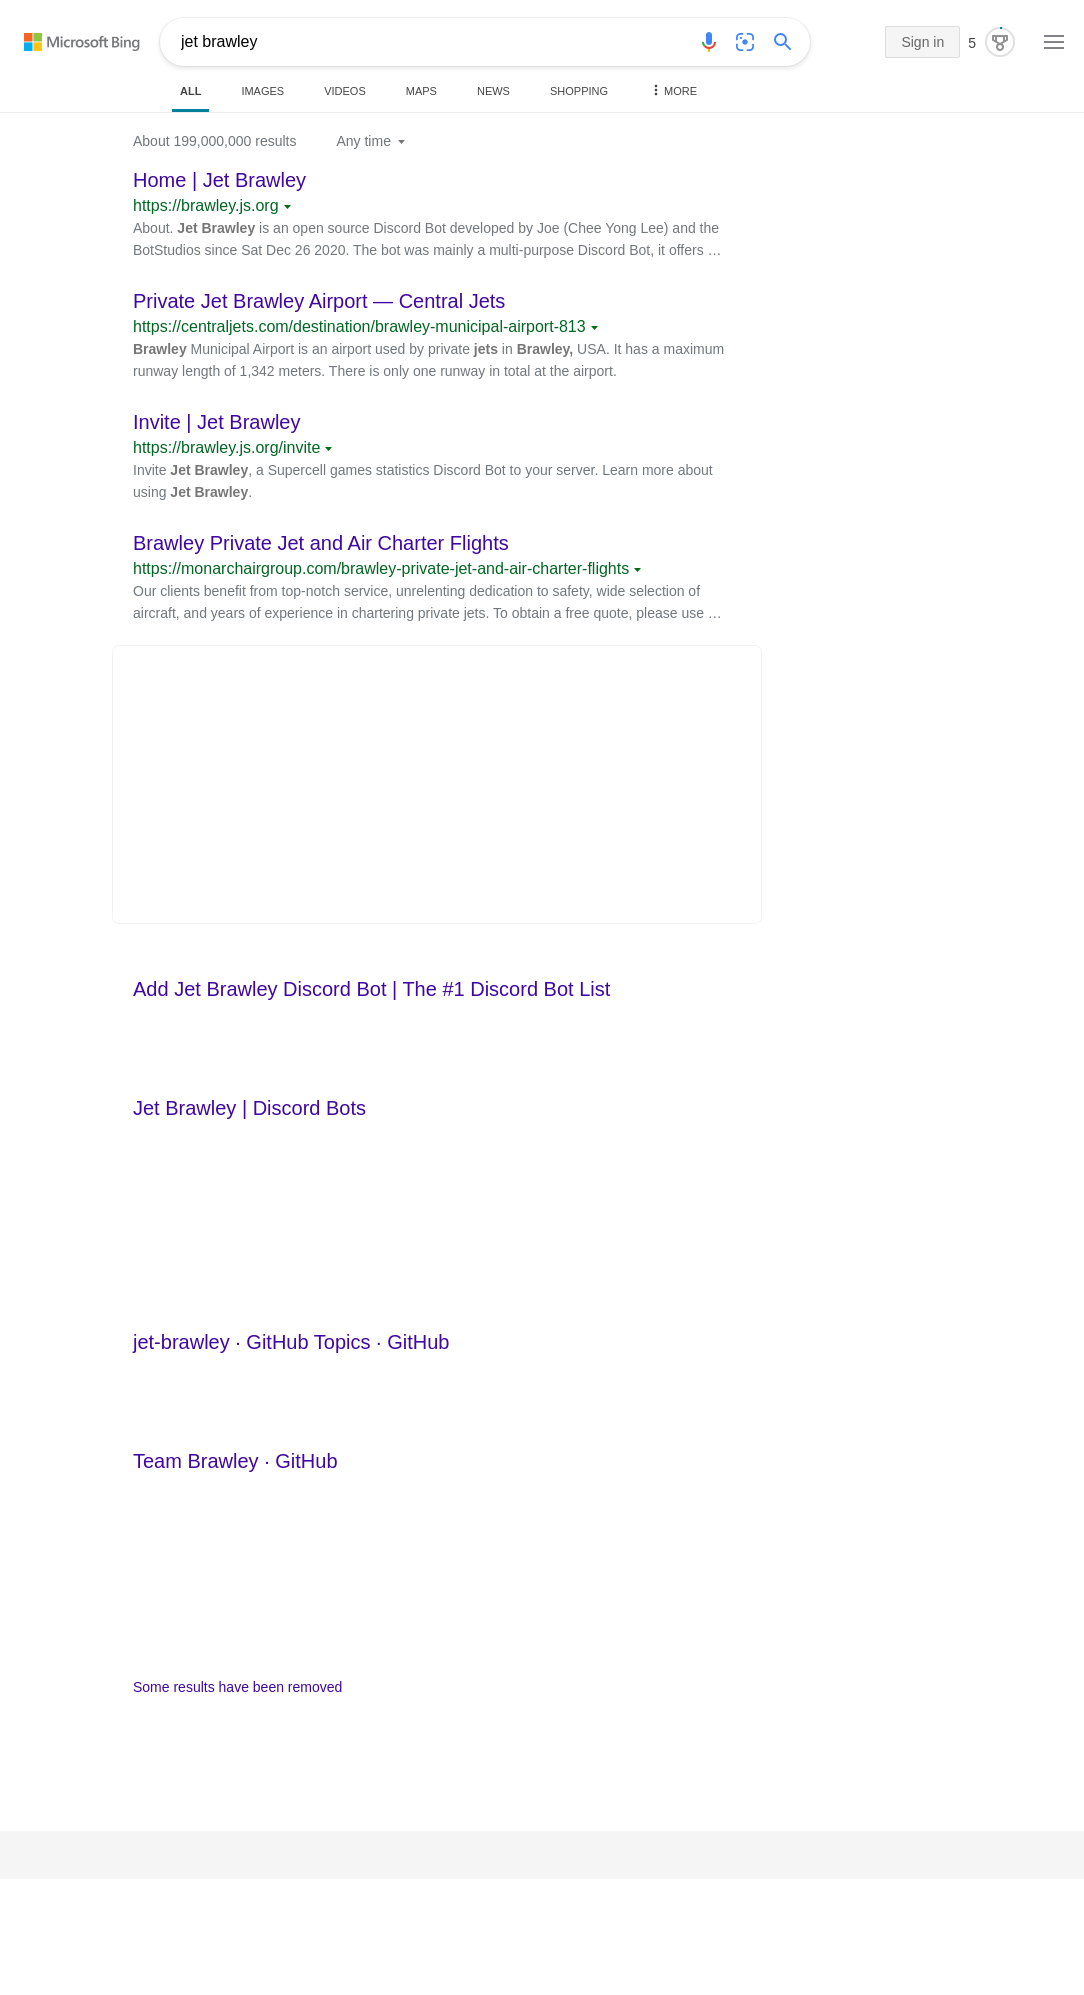 Microsoft Bing
jet brawley
Sign in
5
ALL
IMAGES
VIDEOS
MAPS
NEWS
SHOPPING
MORE
About 199,000,000 results
Any time
Home | Jet Brawley
https://brawley.js.org
About. Jet Brawley is an open source Discord Bot developed by Joe (Chee Yong Lee) and the
BotStudios since Sat Dec 26 2020. The bot was mainly a multi-purpose Discord Bot, it offers …
Private Jet Brawley Airport — Central Jets
https://centraljets.com/destination/brawley-municipal-airport-813
Brawley Municipal Airport is an airport used by private jets in Brawley, USA. It has a maximum
runway length of 1,342 meters. There is only one runway in total at the airport.
Invite | Jet Brawley
https://brawley.js.org/invite
Invite Jet Brawley, a Supercell games statistics Discord Bot to your server. Learn more about
using Jet Brawley.
Brawley Private Jet and Air Charter Flights
https://monarchairgroup.com/brawley-private-jet-and-air-charter-flights
Our clients benefit from top-notch service, unrelenting dedication to safety, wide selection of
aircraft, and years of experience in chartering private jets. To obtain a free quote, please use …
Add Jet Brawley Discord Bot | The #1 Discord Bot List
Jet Brawley | Discord Bots
jet-brawley · GitHub Topics · GitHub
Team Brawley · GitHub
Some results have been removed